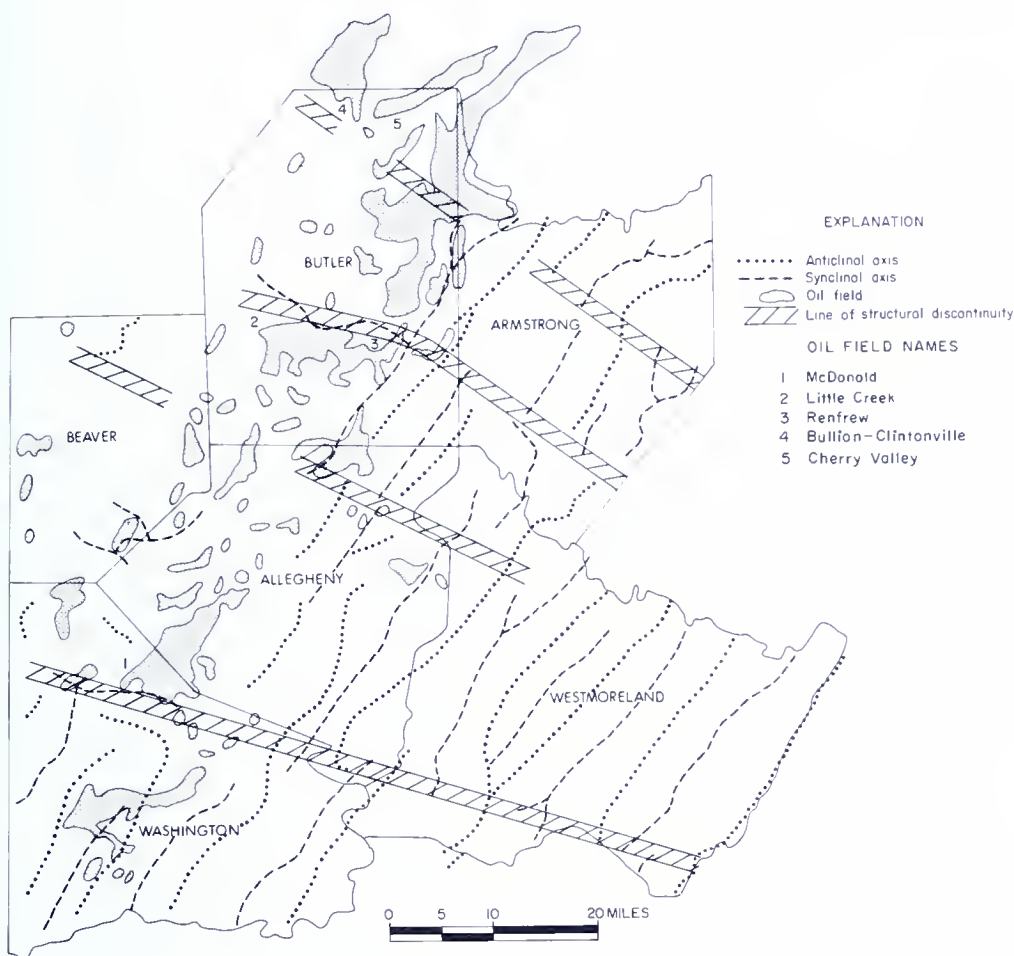 4
5
BUTLER
2
3
ARMSTRONG
BEAVER
ALLEGHENY
1
WESTMORELAND
WASHINGTON
EXPLANATION
Anticlinal axis
Synclinal axis
Oil field
Line of structural discontinuity
OIL FIELD NAMES
1 McDonald
2 Little Creek
3 Renfrew
4 Bullion-Clintonville
5 Cherry Valley
0 5 10 20 MILES